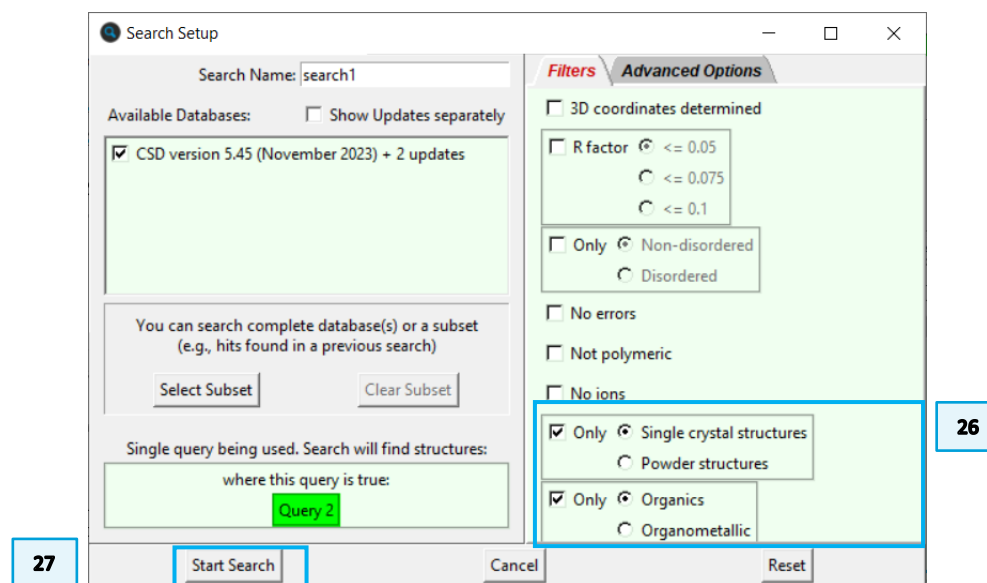 Search Setup
Search Name: search1
Available Databases: Show Updates separately
CSD version 5.45 (November 2023) + 2 updates
You can search complete database(s) or a subset
(e.g., hits found in a previous search)
Select Subset Clear Subset
Single query being used. Search will find structures:
where this query is true:
Query 2
Filters Advanced Options
3D coordinates determined
R factor <= 0.05
<= 0.075
<= 0.1
Only Non-disordered
Disordered
No errors
Not polymeric
No ions
Only Single crystal structures
Powder structures
Only Organics
Organometallic
26
27
Start Search Cancel Reset